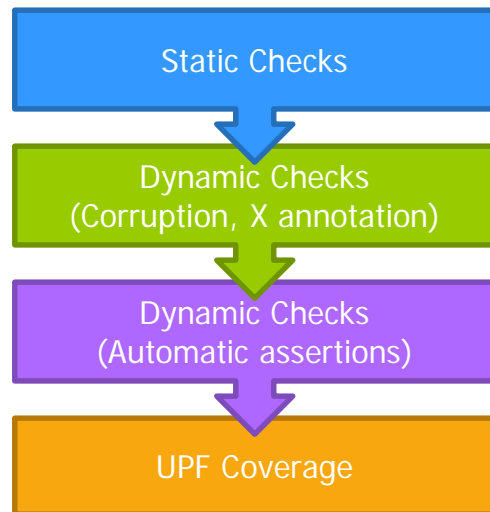 Static Checks
Dynamic Checks
(Corruption, X annotation)
Dynamic Checks
(Automatic assertions)
UPF Coverage